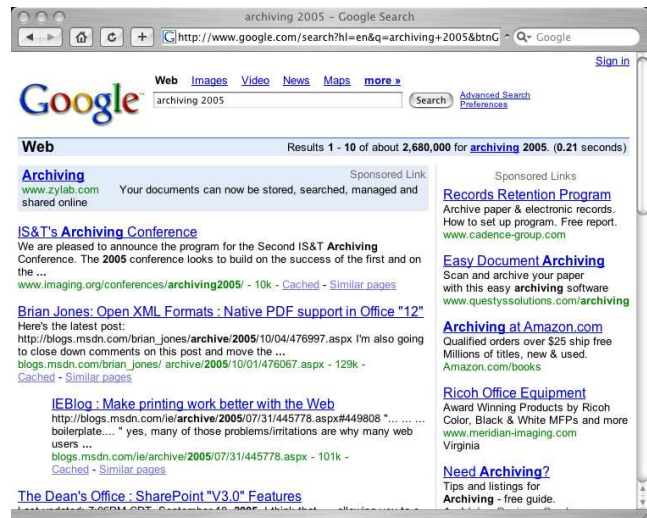 archiving 2005 - Google Search
http://www.google.com/search?hl=en&q=archiving+2005&btnG
Google
Sign in
Google
Web Images Video News Maps more »
archiving 2005
Search
Advanced Search
Preferences
Web
Results 1 - 10 of about 2,680,000 for archiving 2005. (0.21 seconds)
Archiving
Sponsored Link
www.zylab.com Your documents can now be stored, searched, managed and
shared online
IS&T's Archiving Conference
We are pleased to announce the program for the Second IS&T Archiving
Conference. The 2005 conference looks to build on the success of the first and on
the ...
www.imaging.org/conferences/archiving2005/ - 10k - Cached - Similar pages
Brian Jones: Open XML Formats : Native PDF support in Office "12"
Here's the latest post:
http://blogs.msdn.com/brian_jones/archive/2005/10/04/476997.aspx I'm also going
to close down comments on this post and move the ...
blogs.msdn.com/brian_jones/ archive/2005/10/01/476067.aspx - 129k -
Cached - Similar pages
IEBlog : Make printing work better with the Web
http://blogs.msdn.com/ie/archive/2005/07/31/445778.aspx#449808 "... ... ...
boilerplate.... " yes, many of those problems/irritations are why many web
users ...
blogs.msdn.com/ie/archive/2005/07/31/445778.aspx - 101k -
Cached - Similar pages
The Dean's Office : SharePoint "V3.0" Features
Sponsored Links
Records Retention Program
Archive paper & electronic records.
How to set up program. Free report.
www.cadence-group.com
Easy Document Archiving
Scan and archive your paper
with this easy archiving software
www.questyssolutions.com/archiving
Archiving at Amazon.com
Qualified orders over $25 ship free
Millions of titles, new & used.
Amazon.com/books
Ricoh Office Equipment
Award Winning Products by Ricoh
Color, Black & White MFPs and more
www.meridian-imaging.com
Virginia
Need Archiving?
Tips and listings for
Archiving - free guide.